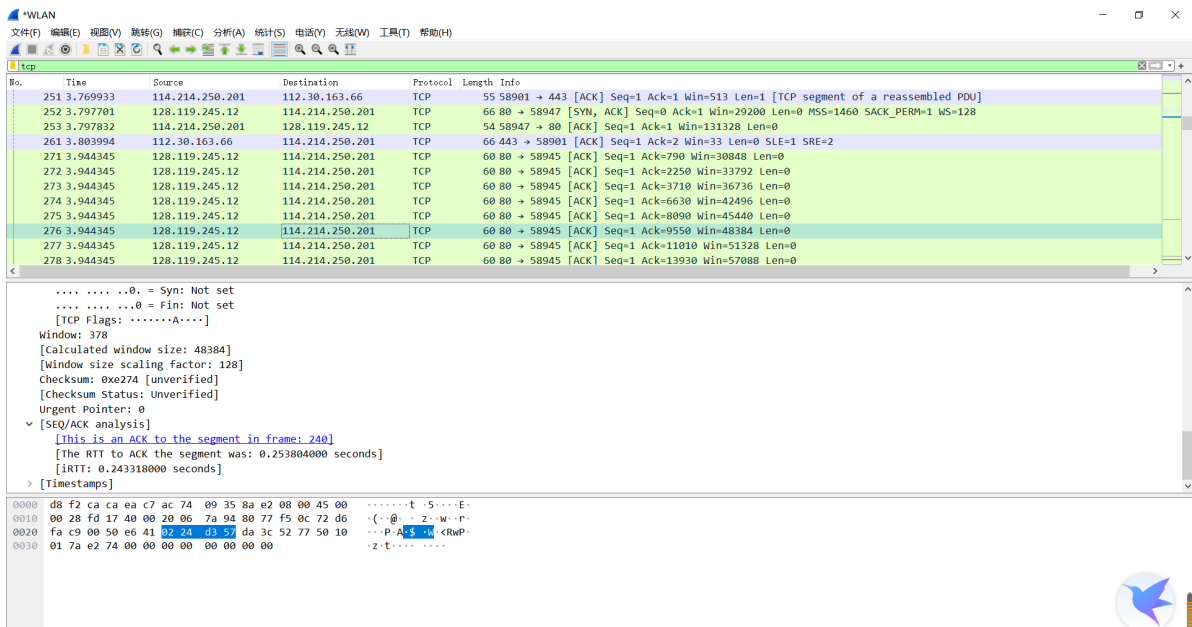 *WLAN
文件(F) 编辑(E) 视图(V) 跳转(G) 捕获(C) 分析(A) 统计(S) 电话(Y) 无线(W) 工具(T) 帮助(H)
tcp
No. Time Source Destination Protocol Length Info
251 3.769933 114.214.250.201 112.30.163.66 TCP 55 58901 → 443 [ACK] Seq=1 Ack=1 Win=513 Len=1 [TCP segment of a reassembled PDU]
252 3.797701 128.119.245.12 114.214.250.201 TCP 66 80 → 58947 [SYN, ACK] Seq=0 Ack=1 Win=29200 Len=0 MSS=1460 SACK_PERM=1 WS=128
253 3.797832 114.214.250.201 128.119.245.12 TCP 54 58947 → 80 [ACK] Seq=1 Ack=1 Win=131328 Len=0
261 3.803994 112.30.163.66 114.214.250.201 TCP 66 443 → 58901 [ACK] Seq=1 Ack=2 Win=33 Len=0 SLE=1 SRE=2
271 3.944345 128.119.245.12 114.214.250.201 TCP 60 80 → 58945 [ACK] Seq=1 Ack=790 Win=30848 Len=0
272 3.944345 128.119.245.12 114.214.250.201 TCP 60 80 → 58945 [ACK] Seq=1 Ack=2250 Win=33792 Len=0
273 3.944345 128.119.245.12 114.214.250.201 TCP 60 80 → 58945 [ACK] Seq=1 Ack=3710 Win=36736 Len=0
274 3.944345 128.119.245.12 114.214.250.201 TCP 60 80 → 58945 [ACK] Seq=1 Ack=6630 Win=42496 Len=0
275 3.944345 128.119.245.12 114.214.250.201 TCP 60 80 → 58945 [ACK] Seq=1 Ack=8090 Win=45440 Len=0
276 3.944345 128.119.245.12 114.214.250.201 TCP 60 80 → 58945 [ACK] Seq=1 Ack=9550 Win=48384 Len=0
277 3.944345 128.119.245.12 114.214.250.201 TCP 60 80 → 58945 [ACK] Seq=1 Ack=11010 Win=51328 Len=0
278 3.944345 128.119.245.12 114.214.250.201 TCP 60 80 → 58945 [ACK] Seq=1 Ack=13930 Win=57088 Len=0
.... .... ..0. = Syn: Not set
.... .... ...0 = Fin: Not set
[TCP Flags: ·······A····]
Window: 378
[Calculated window size: 48384]
[Window size scaling factor: 128]
Checksum: 0xe274 [unverified]
[Checksum Status: Unverified]
Urgent Pointer: 0
[SEQ/ACK analysis]
[This is an ACK to the segment in frame: 240]
[The RTT to ACK the segment was: 0.253804000 seconds]
[iRTT: 0.243318000 seconds]
[Timestamps]
0000 d8 f2 ca ca ea c7 ac 74 09 35 8a e2 08 00 45 00 ·······t ·5····E·
0010 00 28 fd 17 40 00 20 06 7a 94 80 77 f5 0c 72 d6 ·(··@· · z··w··r·
0020 fa c9 00 50 e6 41 02 24 d3 57 da 3c 52 77 50 10 ···P·A·$ ·W·<RwP·
0030 01 7a e2 74 00 00 00 00 00 00 00 00 ·z·t···· ····